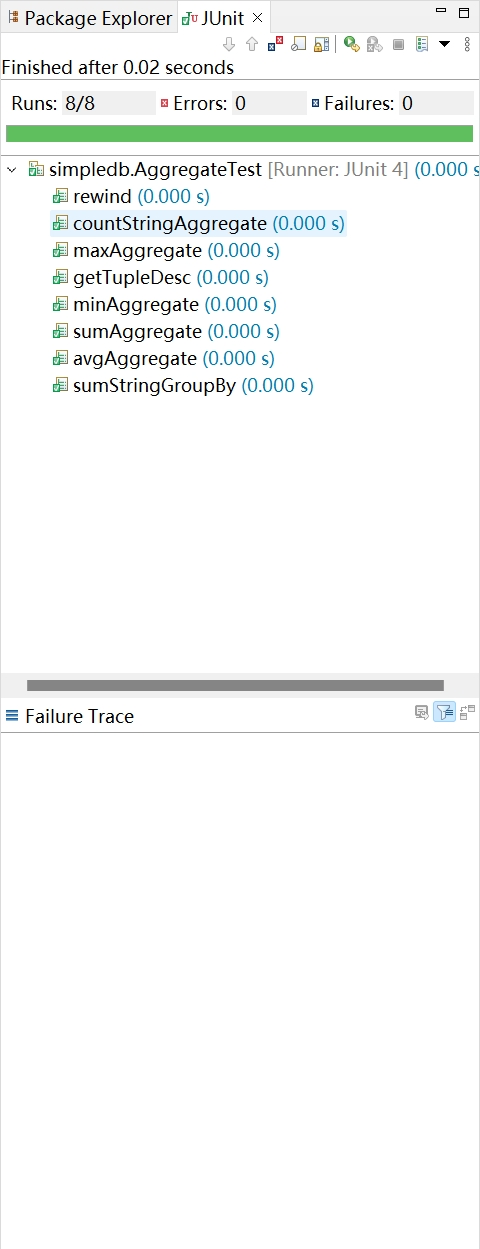 Package Explorer JUnit
Finished after 0.02 seconds
Runs: 8/8 Errors: 0 Failures: 0
simpledb.AggregateTest [Runner: JUnit 4] (0.000 s
rewind (0.000 s)
countStringAggregate (0.000 s)
maxAggregate (0.000 s)
getTupleDesc (0.000 s)
minAggregate (0.000 s)
sumAggregate (0.000 s)
avgAggregate (0.000 s)
sumStringGroupBy (0.000 s)
Failure Trace